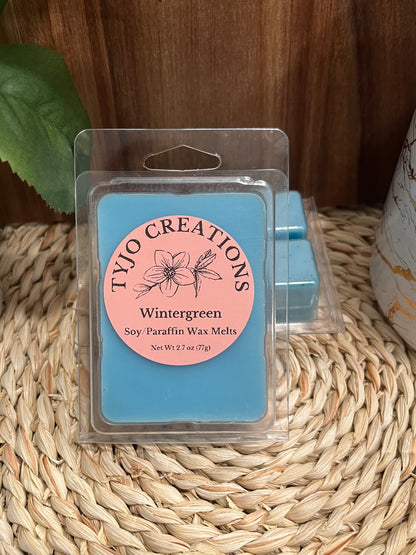 TYJO CREATIONS
Wintergreen
Soy/Paraffin Wax Melts
Net Wt 2.7 oz (77g)